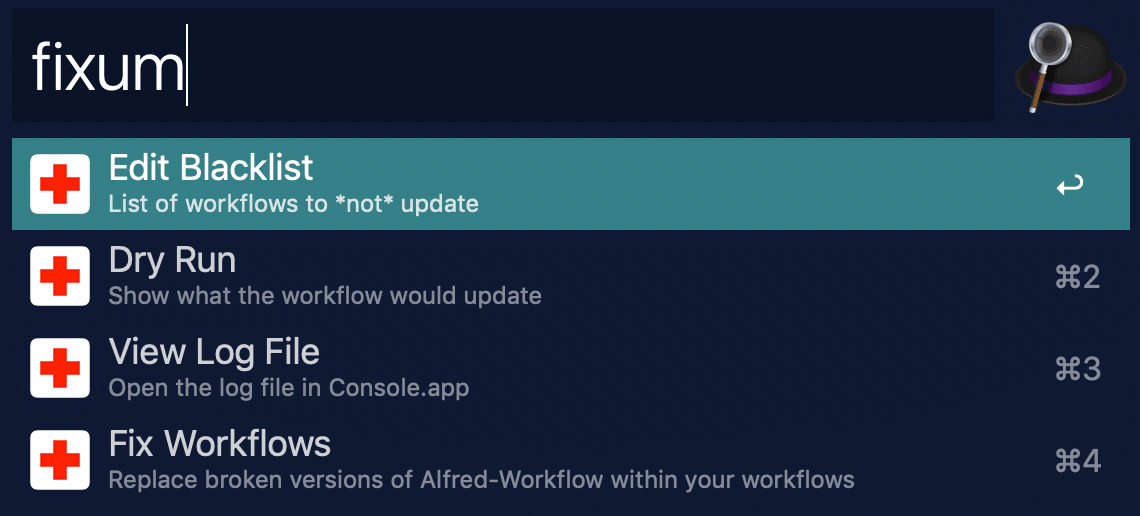 fixum
Edit Blacklist
List of workflows to *not* update
↩
Dry Run
Show what the workflow would update
⌘2
View Log File
Open the log file in Console.app
⌘3
Fix Workflows
Replace broken versions of Alfred-Workflow within your workflows
⌘4